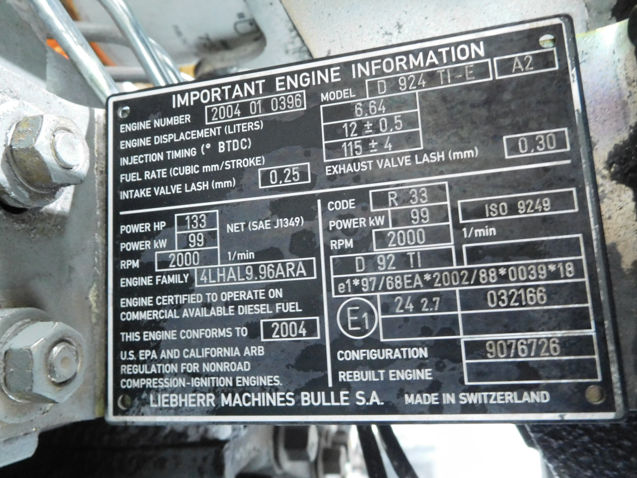 IMPORTANT ENGINE INFORMATION
ENGINE NUMBER 2004 01 0396 MODEL D 924 TI-E A2
ENGINE DISPLACEMENT (LITERS) 6.64
INJECTION TIMING (° BTDC) 12 ± 0,5
FUEL RATE (CUBIC mm/STROKE) 115 ± 4
INTAKE VALVE LASH (mm) 0,25 EXHAUST VALVE LASH (mm) 0,30
POWER HP 133 NET (SAE J1349)
POWER kW 99
RPM 2000 1/min
ENGINE FAMILY 4LHAL9.96ARA
ENGINE CERTIFIED TO OPERATE ON
COMMERCIAL AVAILABLE DIESEL FUEL
THIS ENGINE CONFORMS TO 2004
U.S. EPA AND CALIFORNIA ARB
REGULATION FOR NONROAD
COMPRESSION-IGNITION ENGINES.
CODE R 33
POWER kW 99 ISO 9249
RPM 2000 1/min
D 92 TI
e1*97/68EA*2002/88*0039*18
E1 24 2.7 032166
CONFIGURATION 9076726
REBUILT ENGINE
LIEBHERR MACHINES BULLE S.A. MADE IN SWITZERLAND